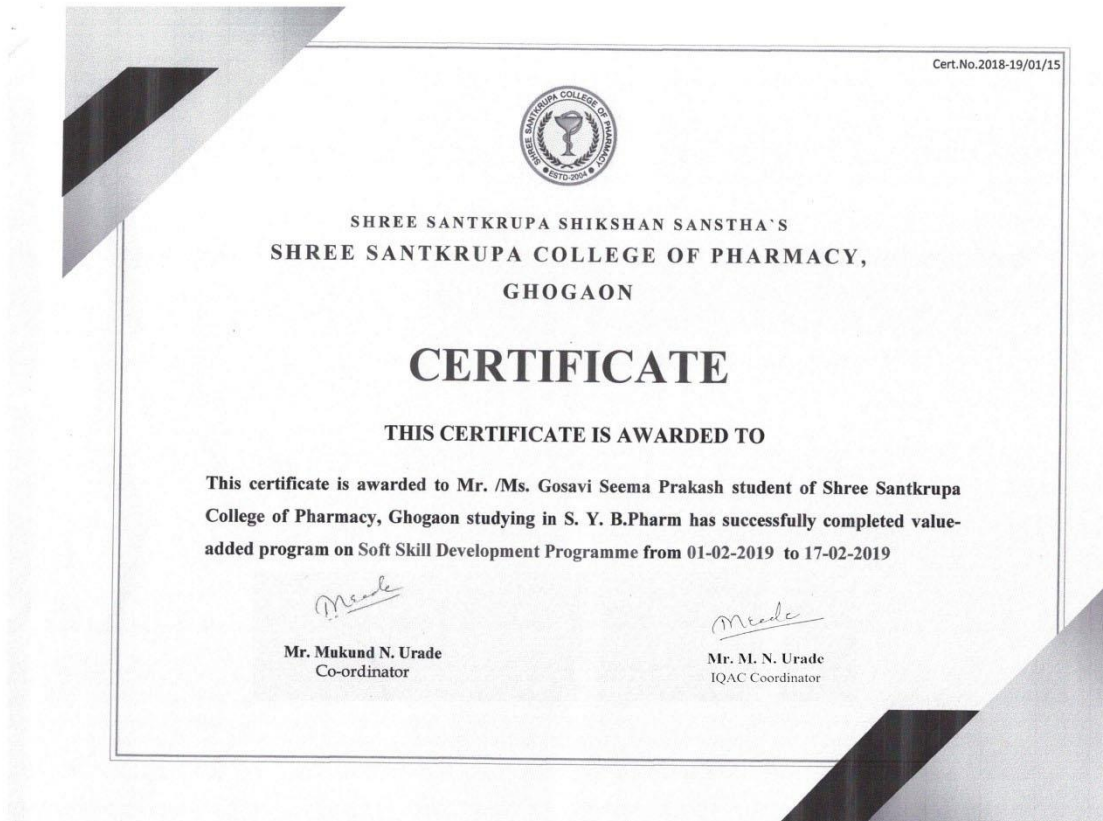 Cert.No.2018-19/01/15
SHREE SANTKRUPA COLLEGE OF PHARMACY
ESTD-2004
SHREE SANTKRUPA SHIKSHAN SANSTHA`S
SHREE SANTKRUPA COLLEGE OF PHARMACY,
GHOGAON
CERTIFICATE
THIS CERTIFICATE IS AWARDED TO
This certificate is awarded to Mr. /Ms. Gosavi Seema Prakash student of Shree Santkrupa
College of Pharmacy, Ghogaon studying in S. Y. B.Pharm has successfully completed value-
added program on Soft Skill Development Programme from 01-02-2019 to 17-02-2019
Mr. Mukund N. Urade
Co-ordinator
Mr. M. N. Urade
IQAC Coordinator